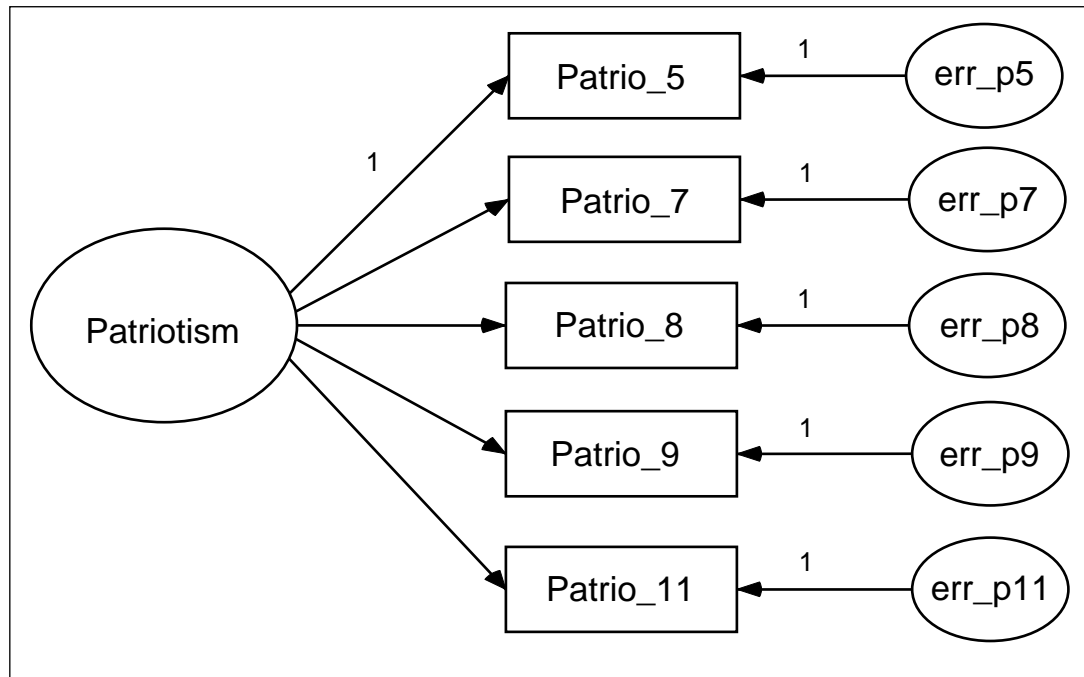 1
Patrio_5
err_p5
1
1
Patrio_7
err_p7
Patriotism
1
Patrio_8
err_p8
1
Patrio_9
err_p9
1
Patrio_11
err_p11